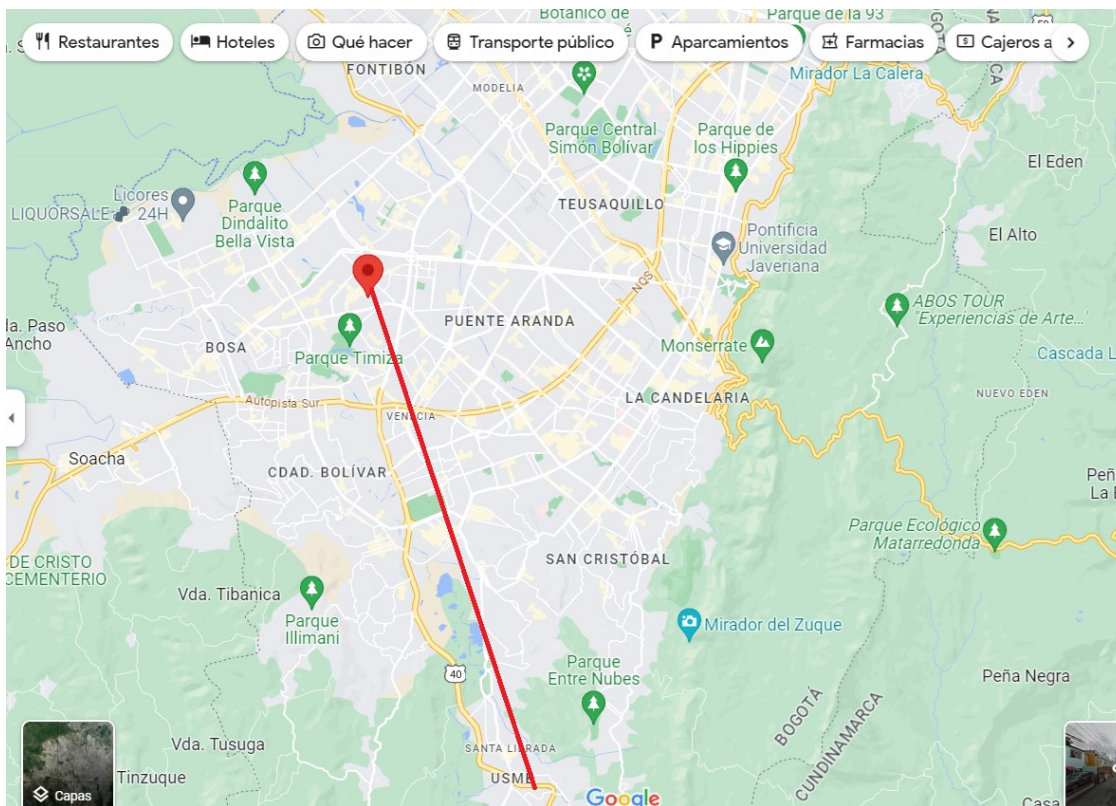 Botánico de
Parque de la 93
Restaurantes
Hoteles
Qué hacer
Transporte público
P Aparcamientos
Farmacias
Cajeros a
50
FONTIBÓN
MODELIA
Mirador La Calera
BOGOTÁ
CUNDINAMARCA
Parque Central
Simón Bolívar
Parque de
los Hippies
El Eden
Licores
24H
LIQUORSALE
Parque
Dindalito
Bella Vista
TEUSAQUILLO
Pontificia
Universidad
Javeriana
El Alto
NQS
ABOS TOUR
"Experiencias de Arte..."
da. Paso
Ancho
PUENTE ARANDA
BOSA
Parque Timiza
Monserrate
Cascada L
NUEVO EDEN
Autopista Sur
VENECIA
LA CANDELARIA
Soacha
CDAD. BOLÍVAR
Peñ
La
Parque Ecológico
Matarredonda
DE CRISTO
CEMENTERIO
SAN CRISTÓBAL
Vda. Tibanica
Parque
Illimani
Mirador del Zuque
Parque
Entre Nubes
40
Peña Negra
BOGOTÁ
CUNDINAMARCA
Vda. Tusuga
SANTA LIBRADA
Tinzuque
USME
Capas
Google
Casa